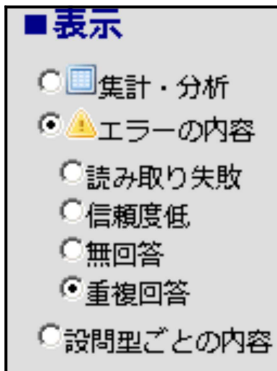 ■表示
集計・分析
エラーの内容
読み取り失敗
信頼度低
無回答
重複回答
設問型ごとの内容